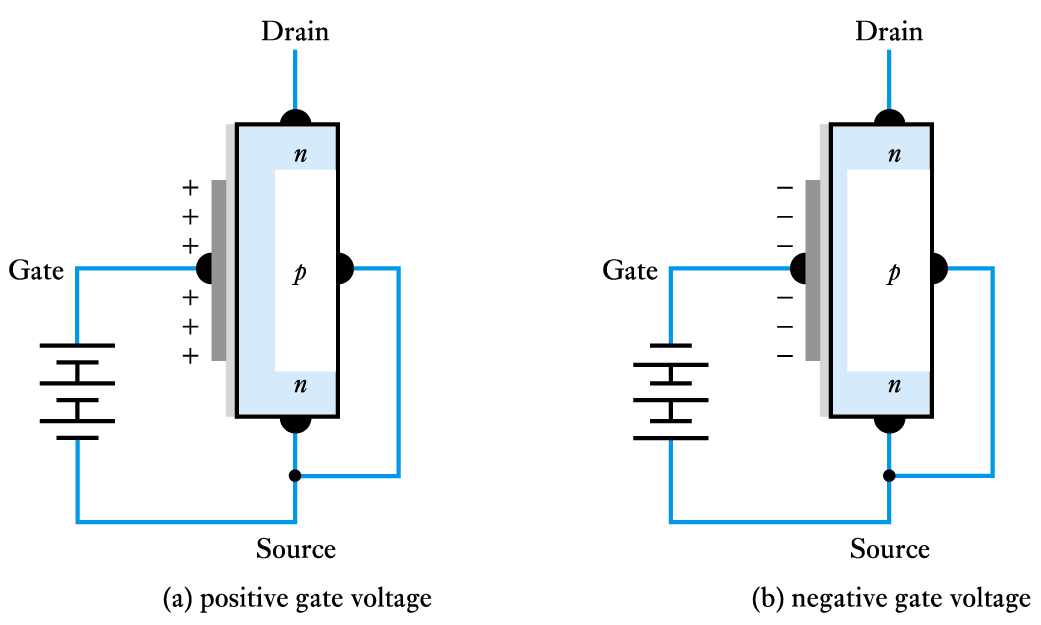 Drain
n
+
+
+
p
Gate
+
+
+
n
Source
(a) positive gate voltage
Drain
n
−
−
−
p
Gate
−
−
−
n
Source
(b) negative gate voltage